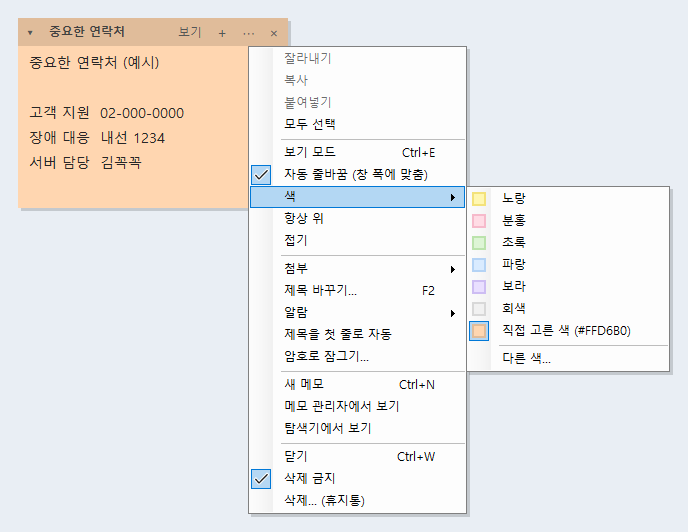 중요한 연락처 보기 + ··· ×
중요한 연락처 (예시)
고객 지원 02-000-0000
장애 대응 내선 1234
서버 담당 김꼭꼭
잘라내기
복사
붙여넣기
모두 선택
보기 모드 Ctrl+E
자동 줄바꿈 (창 폭에 맞춤)
색
항상 위
접기
첨부
제목 바꾸기... F2
알람
제목을 첫 줄로 자동
암호로 잠그기...
새 메모 Ctrl+N
메모 관리자에서 보기
탐색기에서 보기
닫기 Ctrl+W
삭제 금지
삭제... (휴지통)
노랑
분홍
초록
파랑
보라
회색
직접 고른 색 (#FFD6B0)
다른 색...